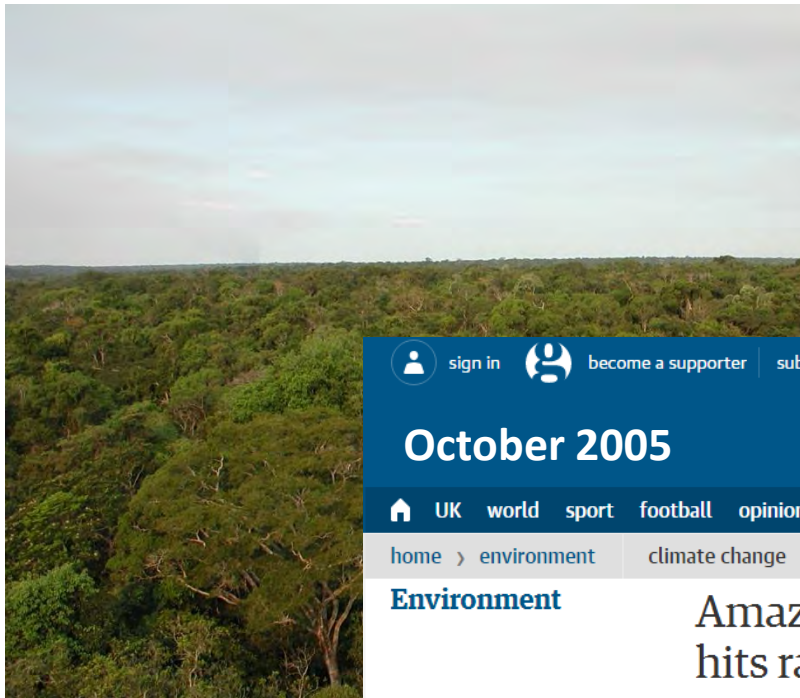 sign in become a supporter
October 2005
UK world sport football
home › environment climate change
Environment